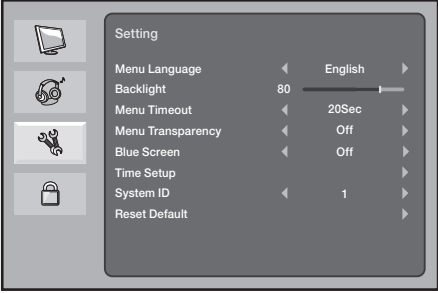 Setting
Menu Language English
Backlight 80
Menu Timeout 20Sec
Menu Transparency Off
Blue Screen Off
Time Setup
System ID 1
Reset Default